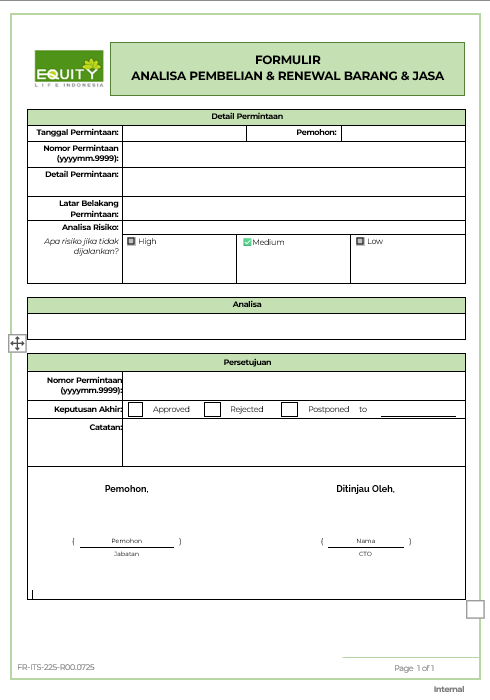 EQUITY
LIFE INDONESIA
FORMULIR
ANALISA PEMBELIAN & RENEWAL BARANG & JASA
Detail Permintaan
Tanggal Permintaan: Pemohon:
Nomor Permintaan
(yyyymm.9999):
Detail Permintaan:
Latar Belakang
Permintaan:
Analisa Risiko:
Apa risiko jika tidak
dijalankan?
High Medium Low
Analisa
Persetujuan
Nomor Permintaan
(yyyymm.9999):
Keputusan Akhir: Approved Rejected Postponed to
Catatan:
Pemohon, Ditinjau Oleh,
( Pemohon ) ( Nama )
Jabatan CTO
FR-ITS-225-R00.0725 Page 1 of 1
Internal